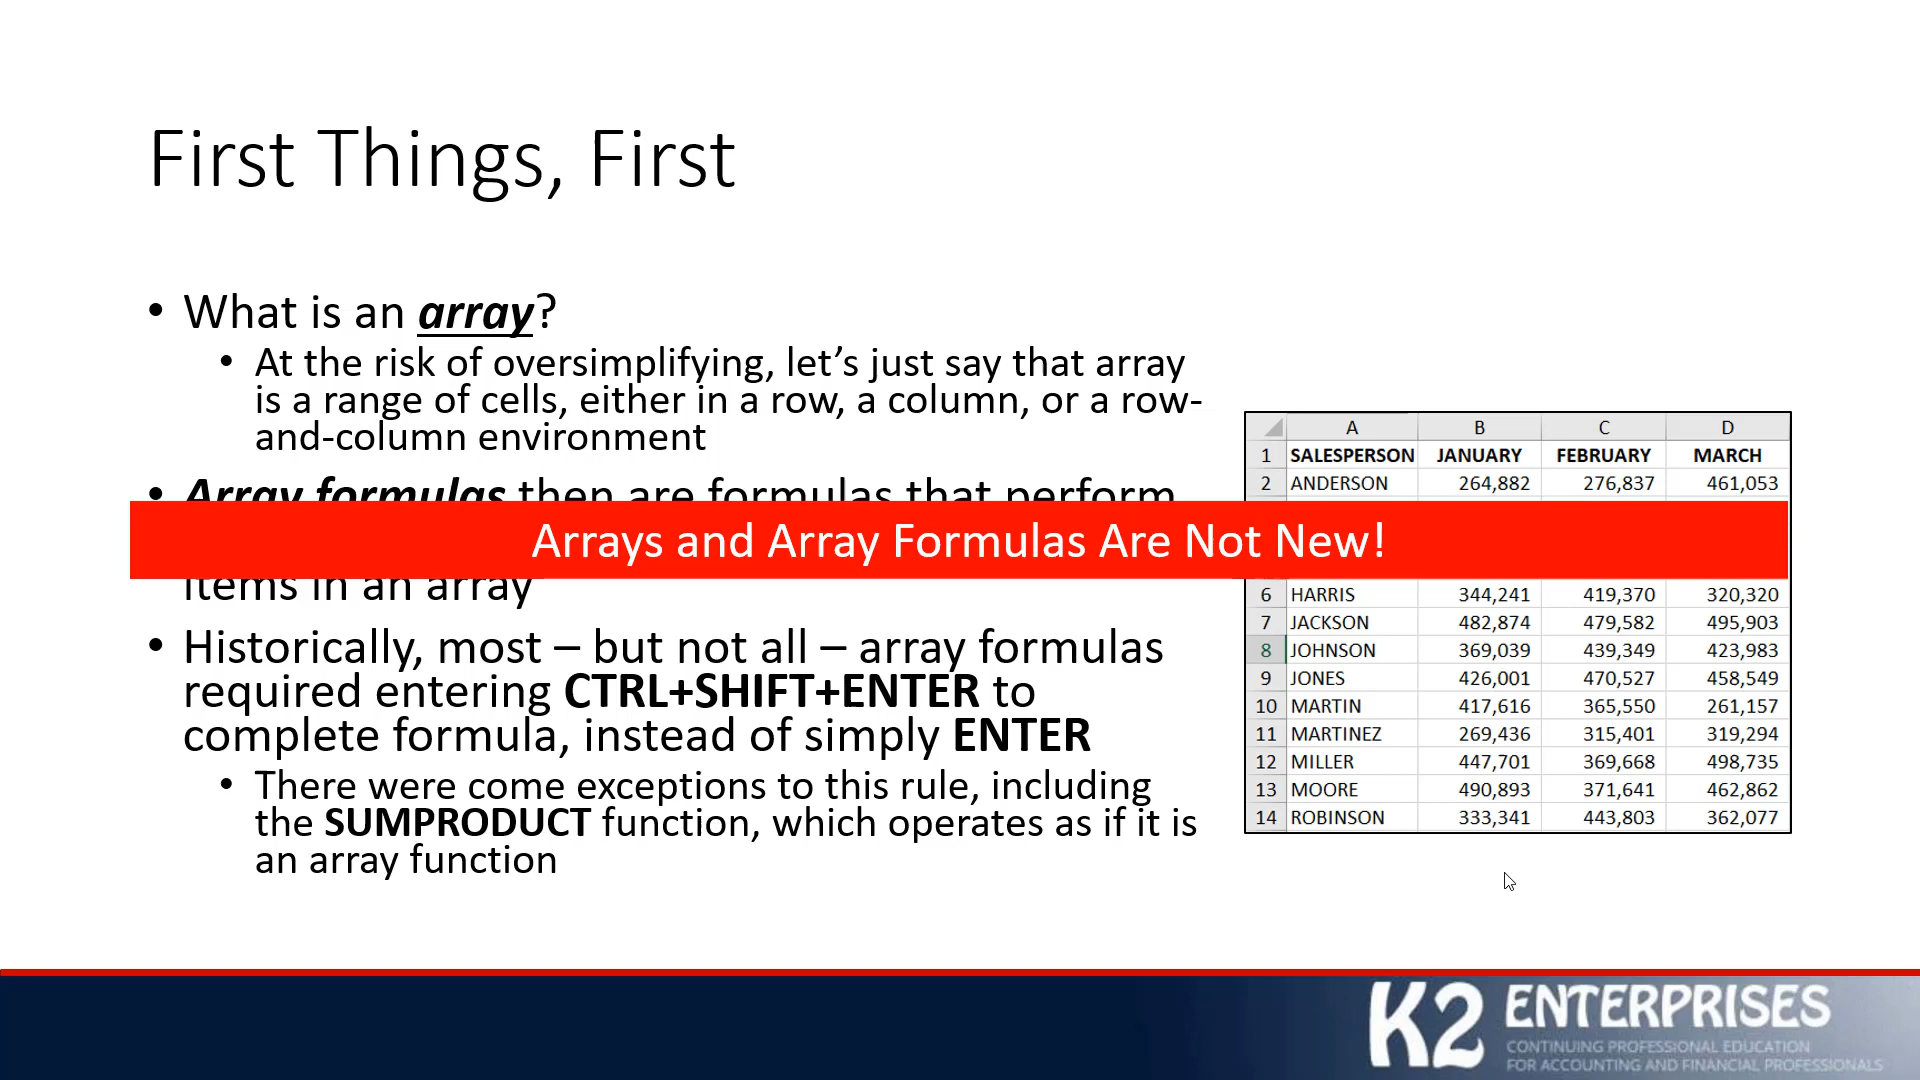 First Things, First
• What is an array?
• At the risk of oversimplifying, let’s just say that array
is a range of cells, either in a row, a column, or a row-
and-column environment
• Array formulas then are formulas that perform
Arrays and Array Formulas Are Not New!
items in an array
• Historically, most – but not all – array formulas
required entering CTRL+SHIFT+ENTER to
complete formula, instead of simply ENTER
• There were come exceptions to this rule, including
the SUMPRODUCT function, which operates as if it is
an array function
A B C D
1 SALESPERSON JANUARY FEBRUARY MARCH
2 ANDERSON 264,882 276,837 461,053
6 HARRIS 344,241 419,370 320,320
7 JACKSON 482,874 479,582 495,903
8 JOHNSON 369,039 439,349 423,983
9 JONES 426,001 470,527 458,549
10 MARTIN 417,616 365,550 261,157
11 MARTINEZ 269,436 315,401 319,294
12 MILLER 447,701 369,668 498,735
13 MOORE 490,893 371,641 462,862
14 ROBINSON 333,341 443,803 362,077
K2 ENTERPRISES
CONTINUING PROFESSIONAL EDUCATION
FOR ACCOUNTING AND FINANCIAL PROFESSIONALS